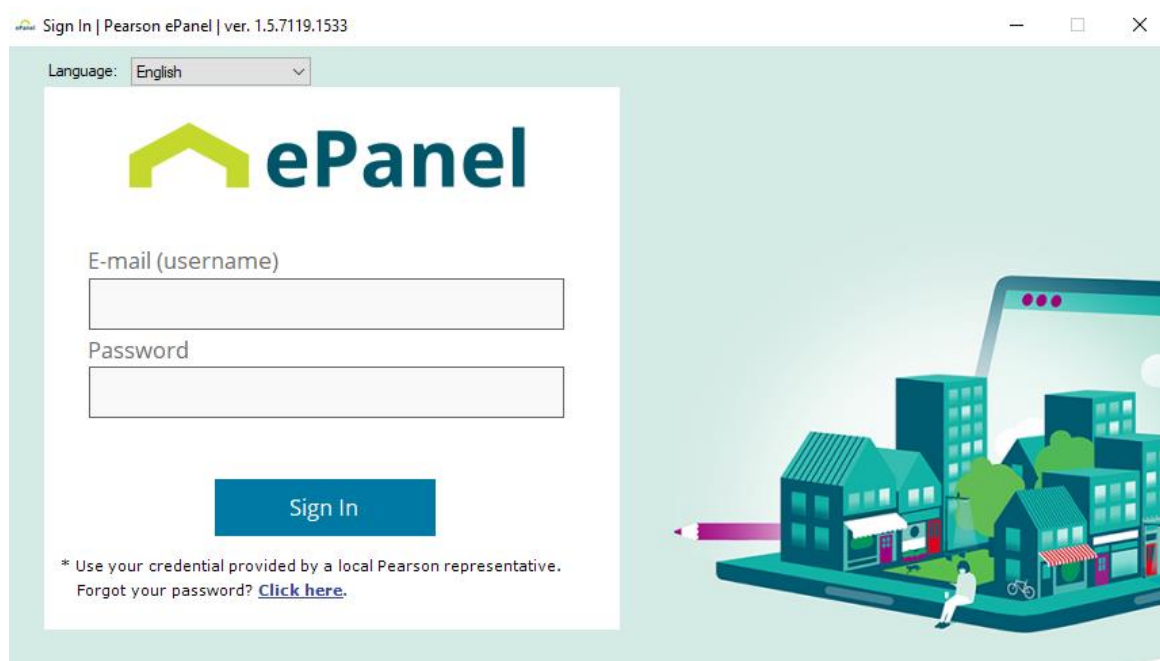 Sign In | Pearson ePanel | ver. 1.5.7119.1533
Language: English
ePanel
E-mail (username)
Password
Sign In
* Use your credential provided by a local Pearson representative.
Forgot your password? Click here.